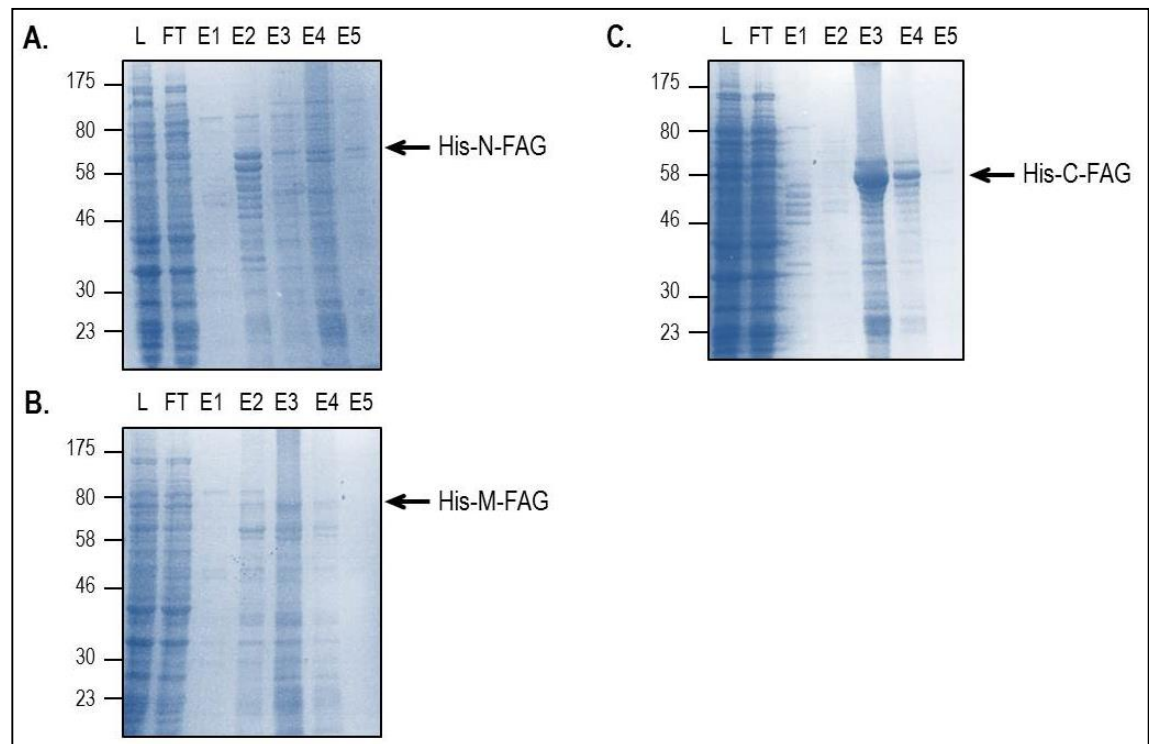 A.
L FT E1 E2 E3 E4 E5
175
80
58
46
30
23
His-N-FAG
B.
L FT E1 E2 E3 E4 E5
175
80
58
46
30
23
His-M-FAG
C.
L FT E1 E2 E3 E4 E5
175
80
58
46
30
23
His-C-FAG